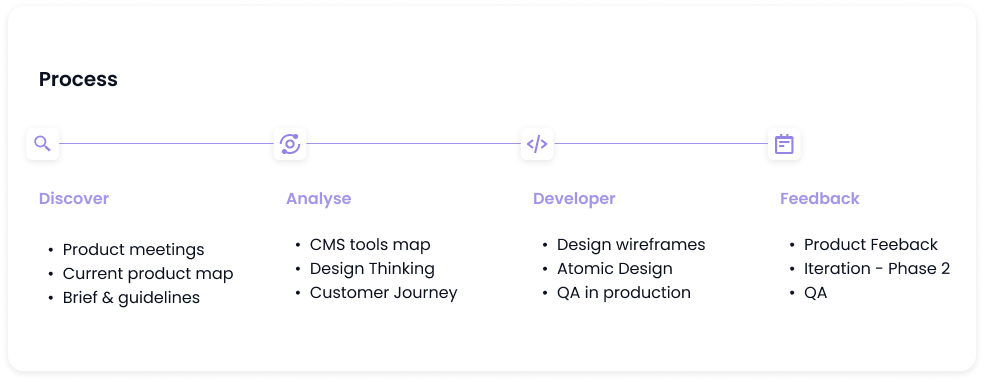 Process
Discover
• Product meetings
• Current product map
• Brief & guidelines
Analyse
• CMS tools map
• Design Thinking
• Customer Journey
Developer
• Design wireframes
• Atomic Design
• QA in production
Feedback
• Product Feeback
• Iteration - Phase 2
• QA